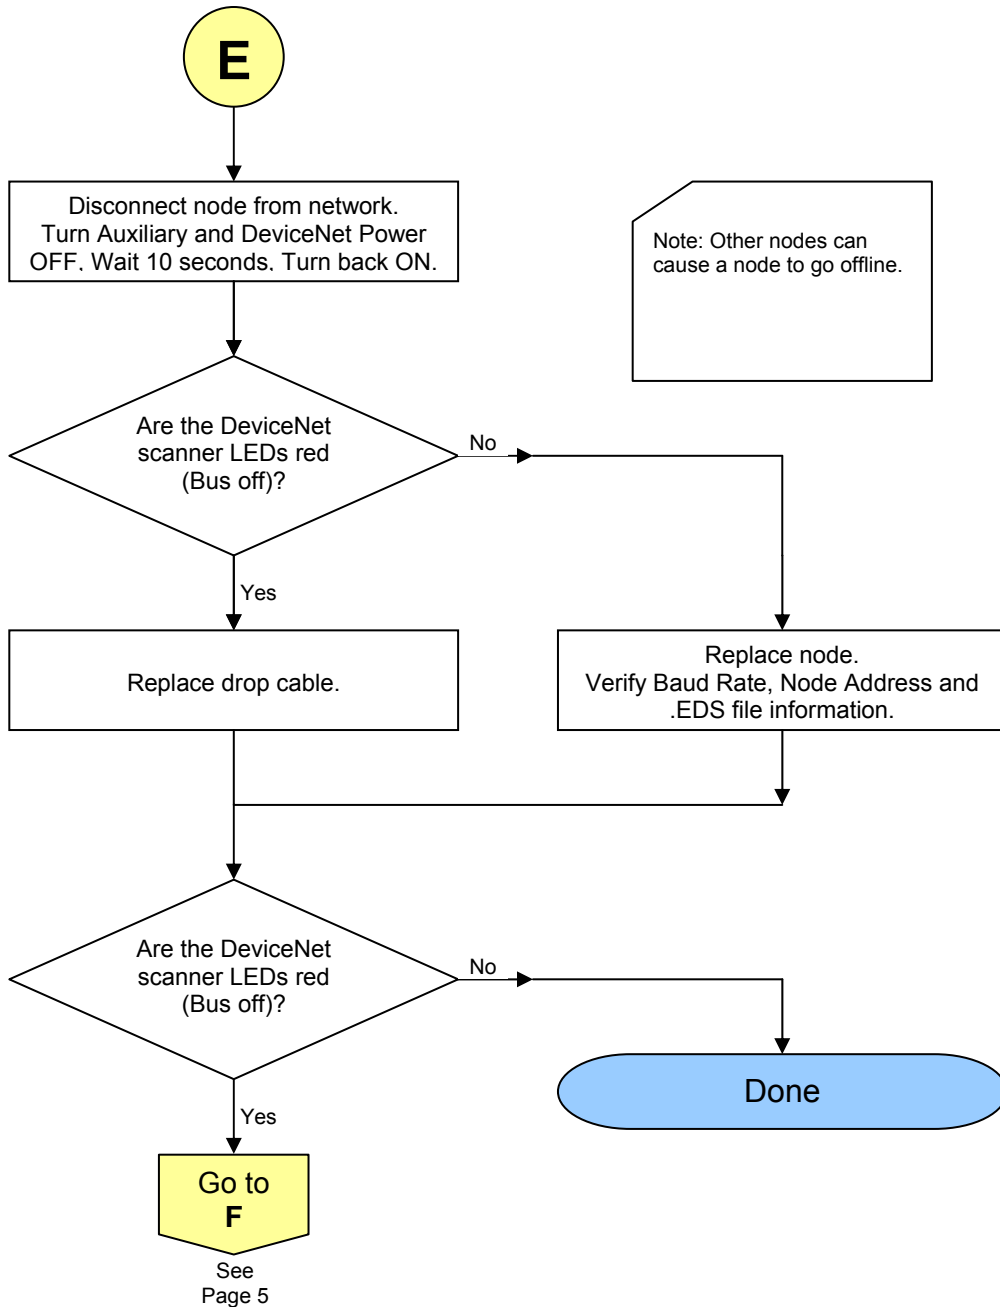 E
Disconnect node from network.
Turn Auxiliary and DeviceNet Power
OFF, Wait 10 seconds, Turn back ON.
Note: Other nodes can
cause a node to go offline.
Are the DeviceNet
scanner LEDs red
(Bus off)?
No
Yes
Replace drop cable.
Replace node.
Verify Baud Rate, Node Address and
.EDS file information.
Are the DeviceNet
scanner LEDs red
(Bus off)?
No
Yes
Done
Go to
F
See
Page 5